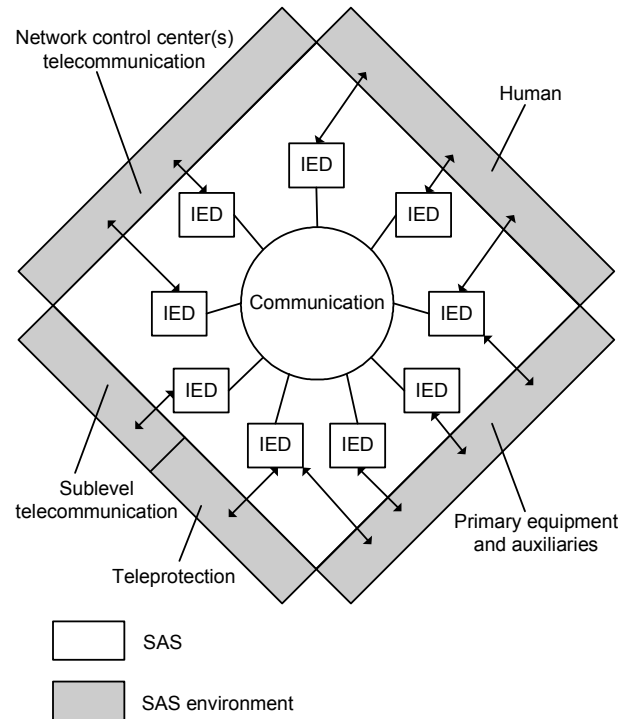 Network control center(s)
telecommunication
Human
IED
IED
IED
Communication
IED
IED
IED
IED
IED
IED
Sublevel
telecommunication
Teleprotection
Primary equipment
and auxiliaries
SAS
SAS environment